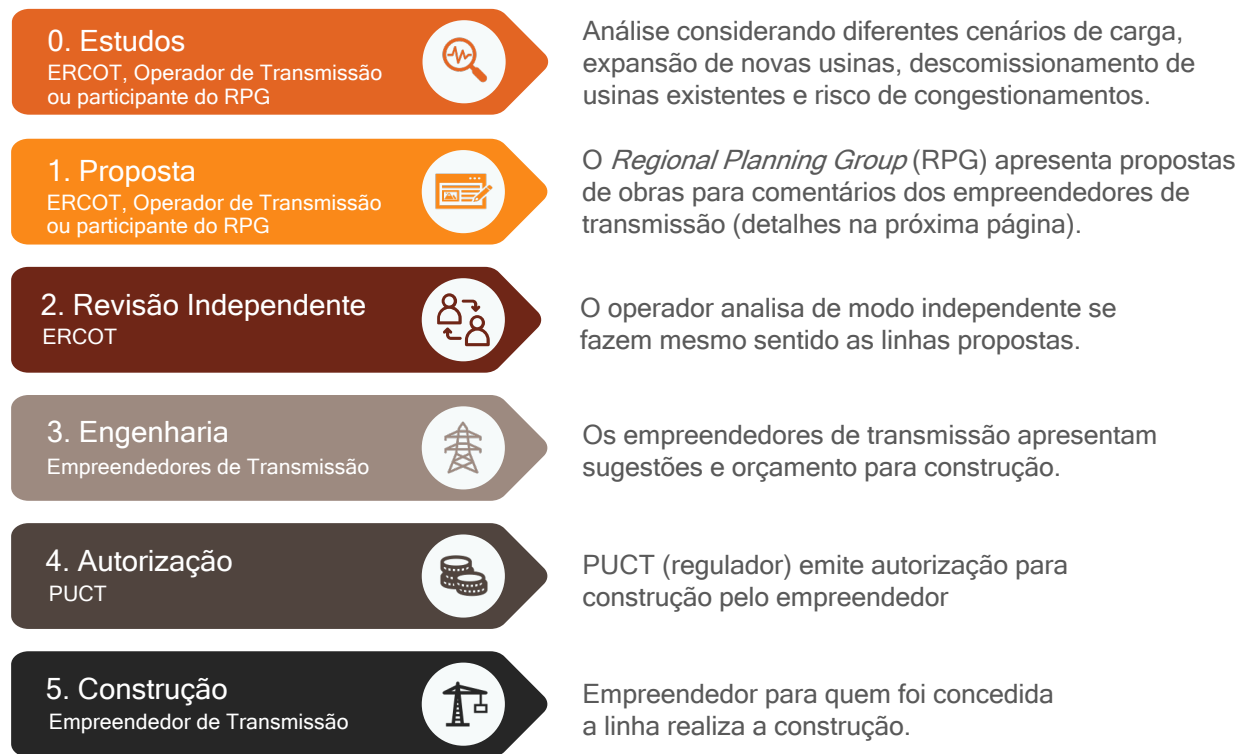 0. Estudos
ERCOT, Operador de Transmissão
ou participante do RPG
Análise considerando diferentes cenários de carga,
expansão de novas usinas, descomissionamento de
usinas existentes e risco de congestionamentos.
1. Proposta
ERCOT, Operador de Transmissão
ou participante do RPG
O Regional Planning Group (RPG) apresenta propostas
de obras para comentários dos empreendedores de
transmissão (detalhes na próxima página).
2. Revisão Independente
ERCOT
O operador analisa de modo independente se
fazem mesmo sentido as linhas propostas.
3. Engenharia
Empreendedores de Transmissão
Os empreendedores de transmissão apresentam
sugestões e orçamento para construção.
4. Autorização
PUCT
PUCT (regulador) emite autorização para
construção pelo empreendedor
5. Construção
Empreendedor de Transmissão
Empreendedor para quem foi concedida
a linha realiza a construção.